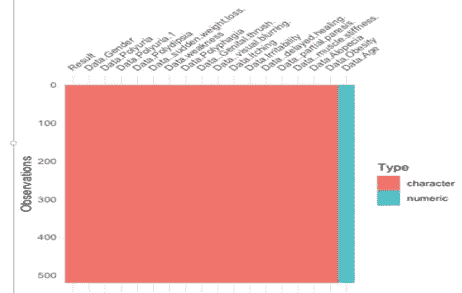 Result
Data.Gender
Data.Polyuria
Data.Polyuria.1
Data.Polydipsia
Data.sudden.weight.loss.
Data.weakness
Data.Polyphagia
Data.Genital.thrush.
Data.visual.blurring.
Data.Itching
Data.Irritability
Data.delayed.healing.
Data.partial.paresis.
Data.muscle.stiffness.
Data.Alopecia
Data.Obesity
Data.Age
0
100
200
300
400
500
Observations
Type
character
numeric